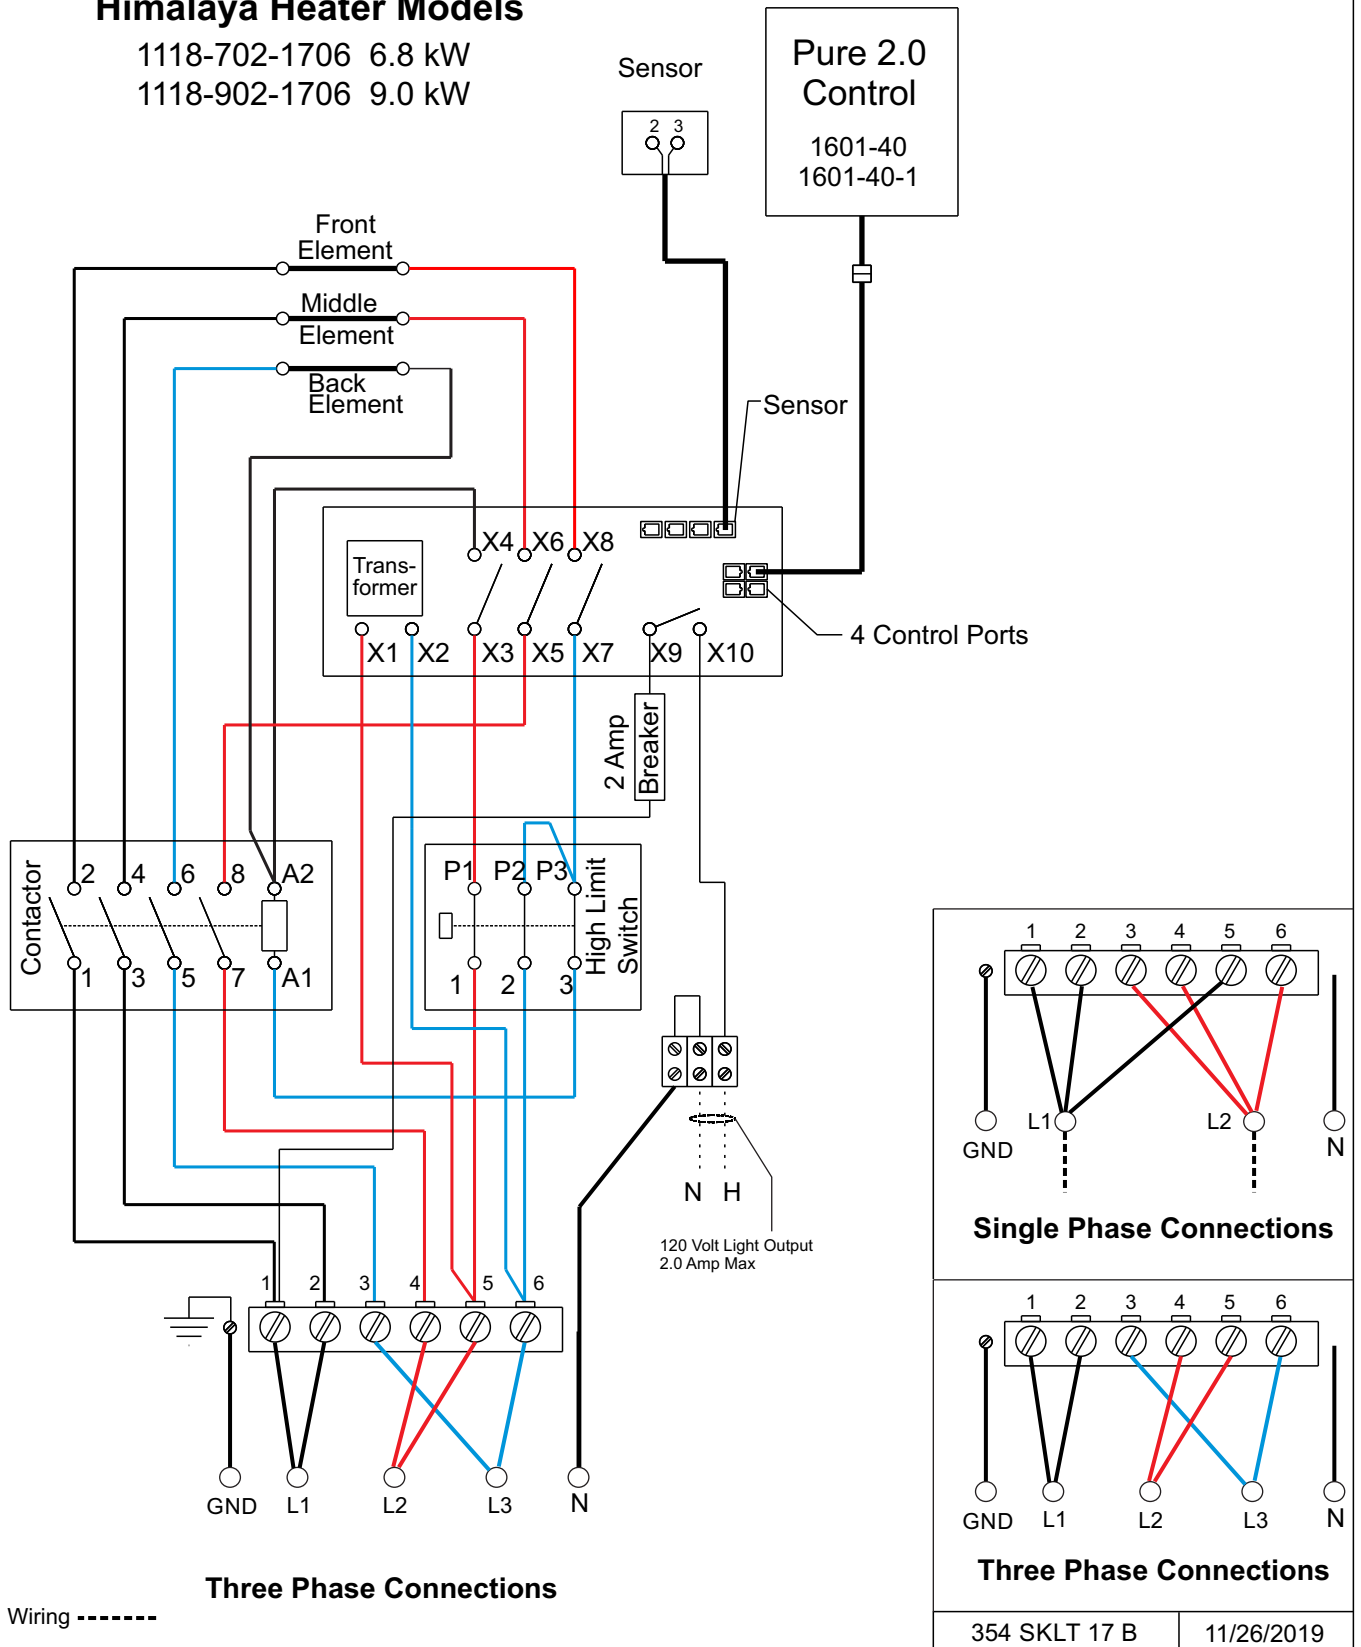 Himalaya Heater Models
1118-702-1706 6.8 kW
1118-902-1706 9.0 kW
Sensor
2 3
Pure 2.0
Control
1601-40
1601-40-1
Front
Element
Middle
Element
Back
Element
Sensor
Trans-
former
X4 X6 X8
X1 X2 X3 X5 X7 X9 X10
4 Control Ports
2 Amp
Breaker
Contactor
2 4 6 8 A2
1 3 5 7 A1
P1 P2 P3
1 2 3
High Limit
Switch
N H
120 Volt Light Output
2.0 Amp Max
1 2 3 4 5 6
GND L1 L2 L3 N
Three Phase Connections
Wiring
1 2 3 4 5 6
GND L1 L2 N
Single Phase Connections
1 2 3 4 5 6
GND L1 L2 L3 N
Three Phase Connections
354 SKLT 17 B 11/26/2019